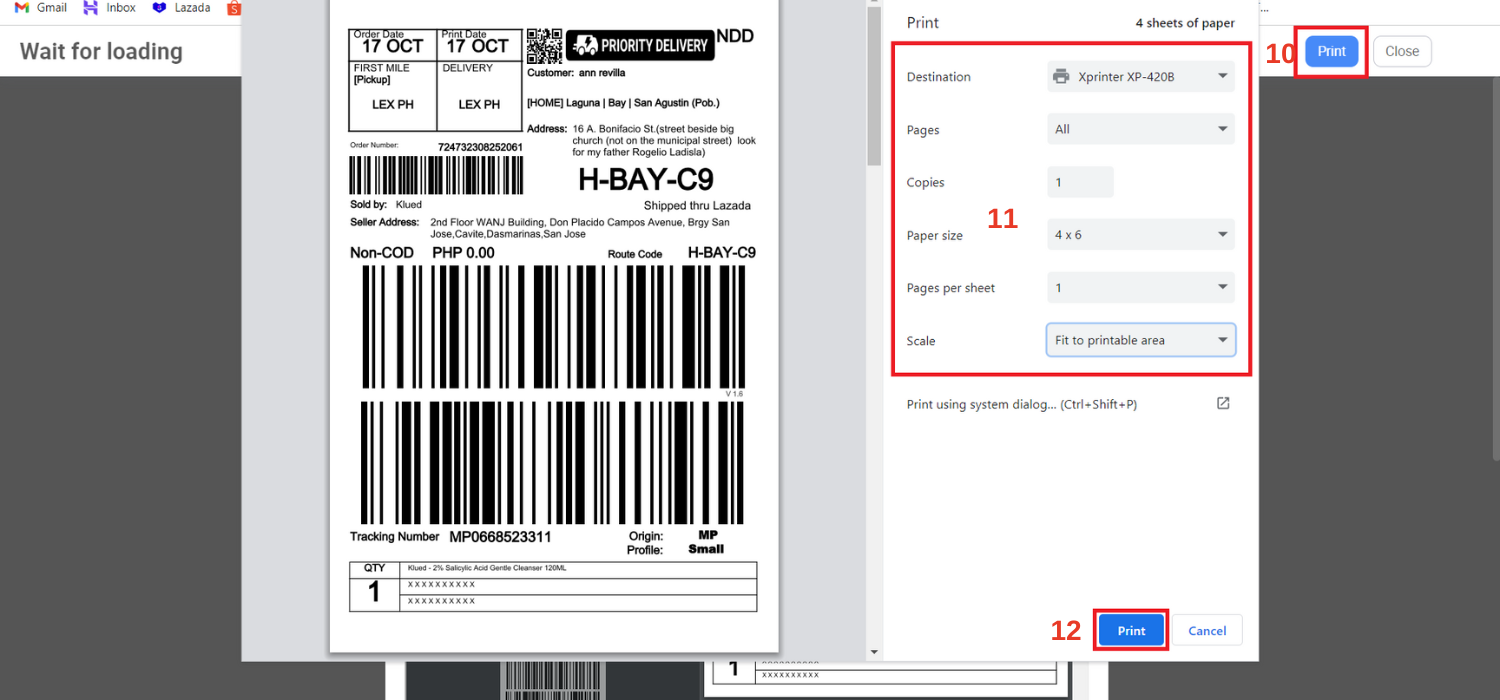 Gmail Inbox Lazada
Wait for loading
10 Print Close
Order Date
17 OCT
Print Date
17 OCT
PRIORITY DELIVERY NDD
FIRST MILE
[Pickup]
LEX PH
DELIVERY
LEX PH
Customer: ann revilla
[HOME] Laguna | Bay | San Agustin (Pob.)
Address: 16 A. Bonifacio St.(street beside big
church (not on the municipal street) look
for my father Rogelio Ladisla)
Order Number: 724732308252061
H-BAY-C9
Sold by: Klued
Shipped thru Lazada
Seller Address: 2nd Floor WANJ Building, Don Placido Campos Avenue, Brgy San
Jose,Cavite,Dasmarinas,San Jose
Non-COD PHP 0.00 Route Code H-BAY-C9
V 1.6
Tracking Number MP0668523311 Origin: MP
Profile: Small
QTY Klued - 2% Salicylic Acid Gentle Cleanser 120ML
1 XXXXXXXXXX
XXXXXXXXXX
Print 4 sheets of paper
Destination Xprinter XP-420B
Pages All
Copies 1
11
Paper size 4 x 6
Pages per sheet 1
Scale Fit to printable area
Print using system dialog... (Ctrl+Shift+P)
12 Print Cancel
1
XXXXXXXXXX